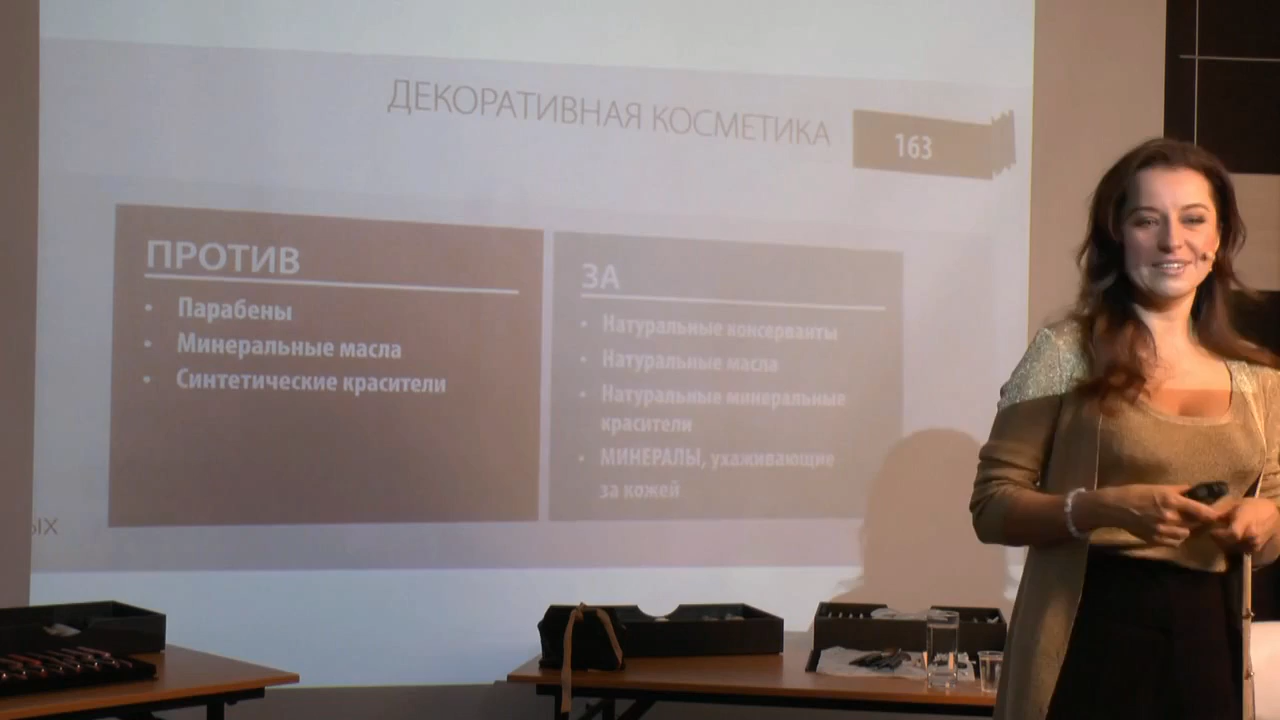 ДЕКОРАТИВНАЯ КОСМЕТИКА
163
ПРОТИВ
• Парабены
• Минеральные масла
• Синтетические красители
ЗА
• Натуральные консерванты
• Натуральные масла
• Натуральные минеральные
красители
• МИНЕРАЛЫ, ухаживающие
за кожей
ых